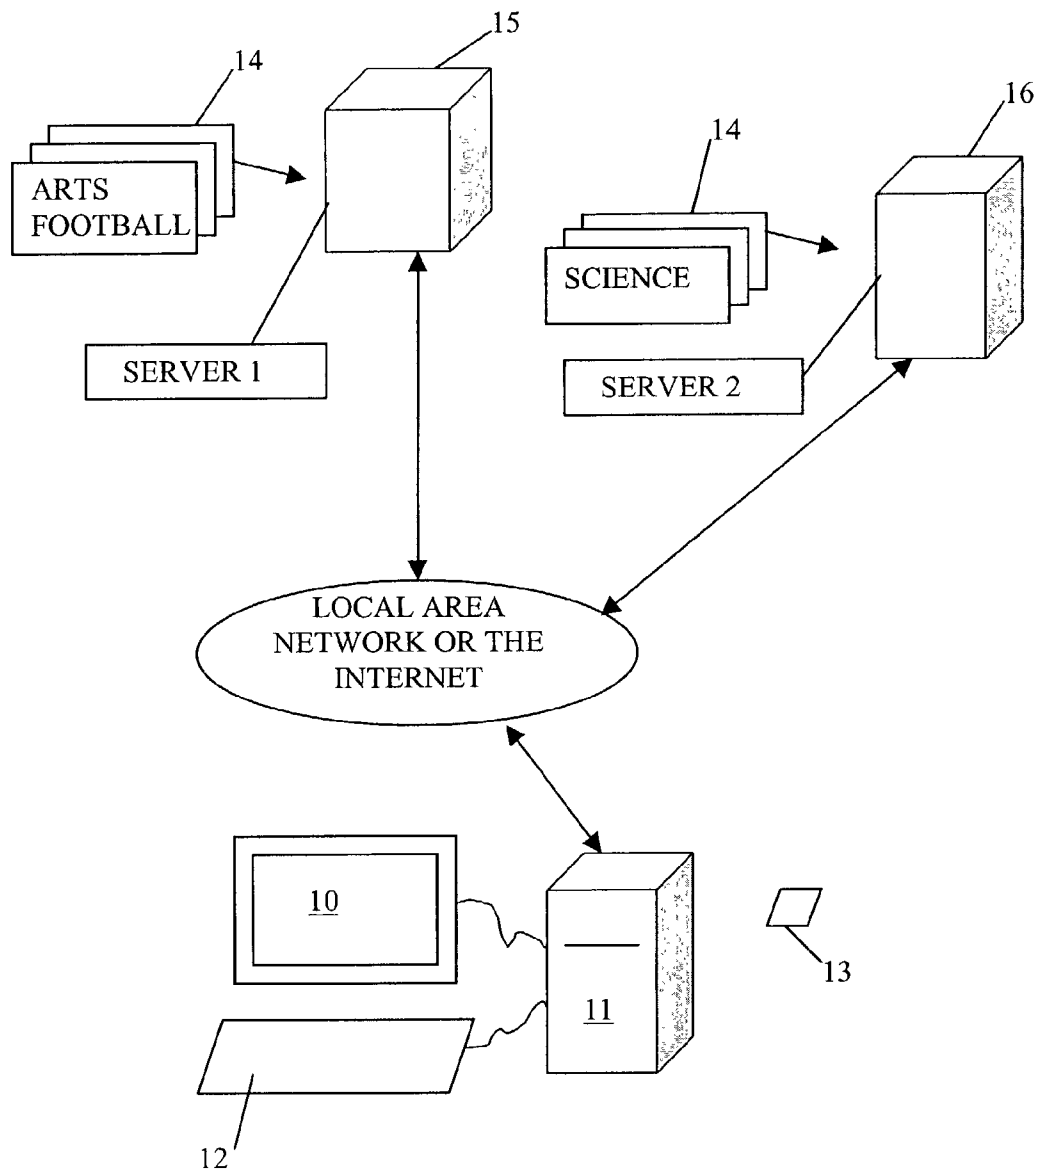 15
14
16
14
ARTS
FOOTBALL
SCIENCE
SERVER 1
SERVER 2
LOCAL AREA
NETWORK OR THE
INTERNET
10
13
11
12